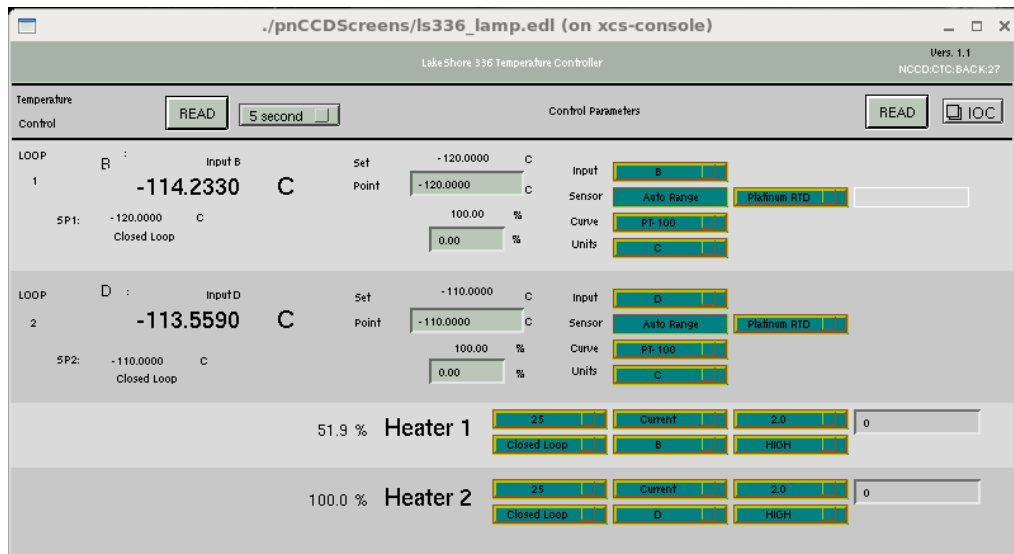 ./pnCCDScreens/ls336_lamp.edl (on xcs-console)
LakeShore 336 Temperature Controller
Vers. 1.1
NCCD:CTC:BACK:27
Temperature
Control
READ
5 second
Control Parameters
READ
IOC
LOOP
1
:
Input B
-114.2330 C
SP1: -120.0000 C
Closed Loop
Set
Point
-120.0000 C
-120.0000 C
100.00 %
0.00 %
Input B
Sensor Auto Range Platinum RTD
Curve PT-100
Units C
LOOP
2
D :
Input D
-113.5590 C
SP2: -110.0000 C
Closed Loop
Set
Point
-110.0000 C
-110.0000 C
100.00 %
0.00 %
Input D
Sensor Auto Range Platinum RTD
Curve PT-100
Units C
51.9 % Heater 1
25 Current 2.0 0
Closed Loop B HIGH
100.0 % Heater 2
25 Current 2.0 0
Closed Loop D HIGH